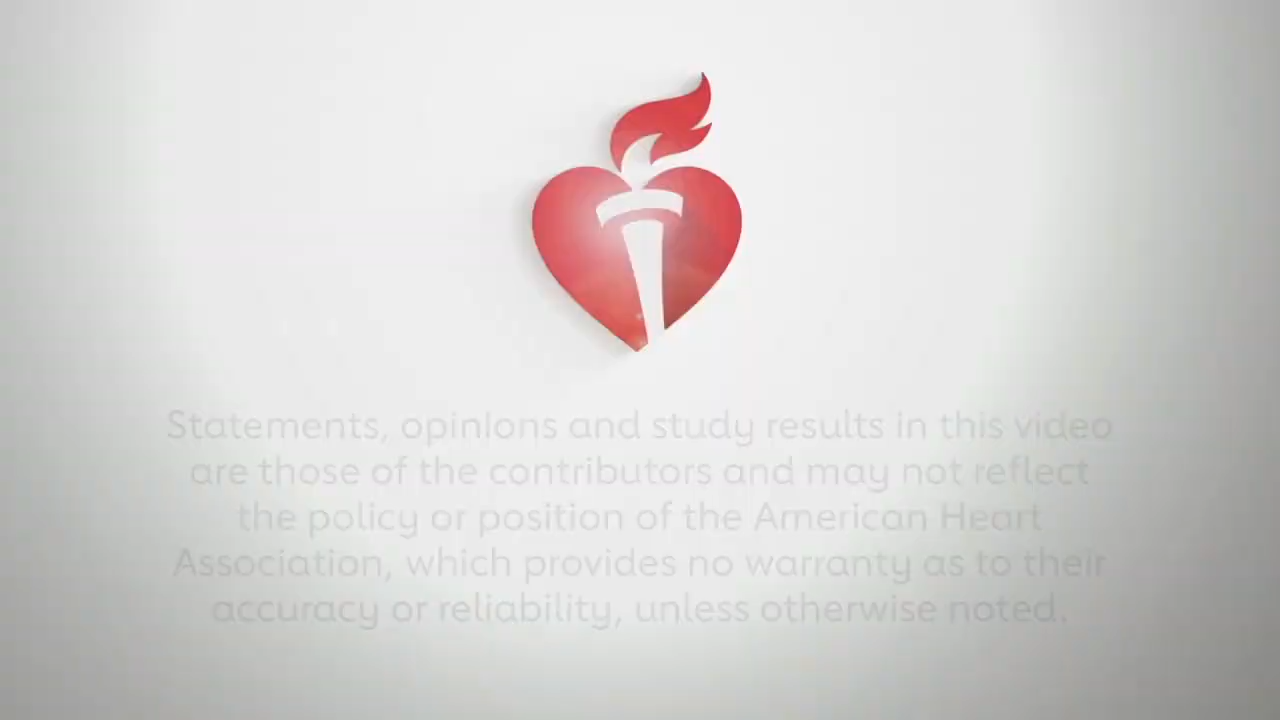 Statements, opinions and study results in this video
are those of the contributors and may not reflect
the policy or position of the American Heart
Association, which provides no warranty as to their
accuracy or reliability, unless otherwise noted.